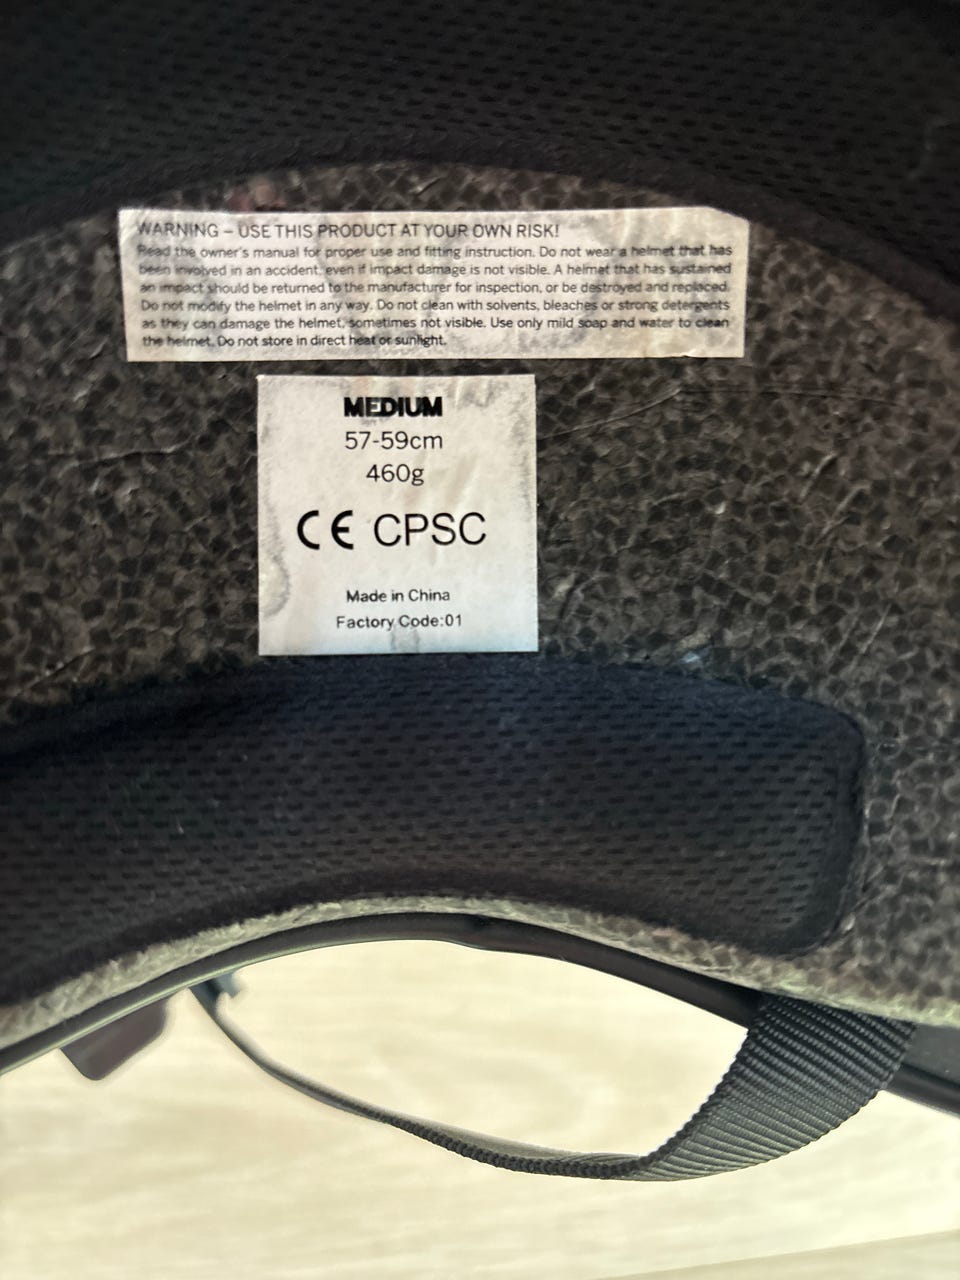 WARNING – USE THIS PRODUCT AT YOUR OWN RISK!
Read the owner's manual for proper use and fitting instruction. Do not wear a helmet that has
been involved in an accident, even if impact damage is not visible. A helmet that has sustained
an impact should be returned to the manufacturer for inspection, or be destroyed and replaced.
Do not modify the helmet in any way. Do not clean with solvents, bleaches or strong detergents
as they can damage the helmet, sometimes not visible. Use only mild soap and water to clean
the helmet. Do not store in direct heat or sunlight.
MEDIUM
57-59cm
460g
CE CPSC
Made in China
Factory Code:01